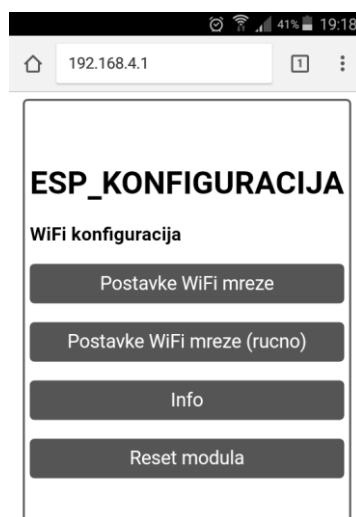 41% 19:18
192.168.4.1
1
ESP_KONFIGURACIJA
WiFi konfiguracija
Postavke WiFi mreze
Postavke WiFi mreze (rucno)
Info
Reset modula